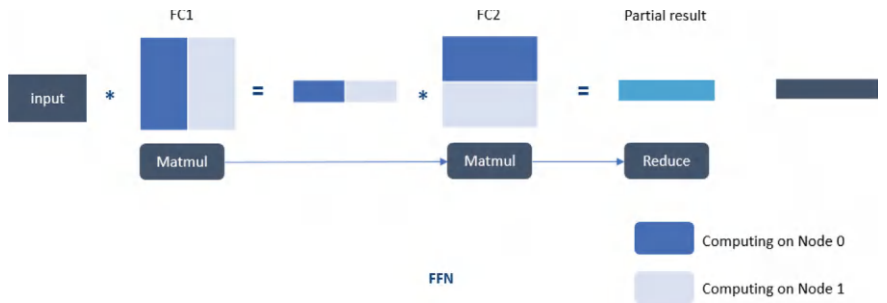 FC1
FC2
Partial result
input
*
=
*
=
Matmul
Matmul
Reduce
Computing on Node 0
FFN
Computing on Node 1